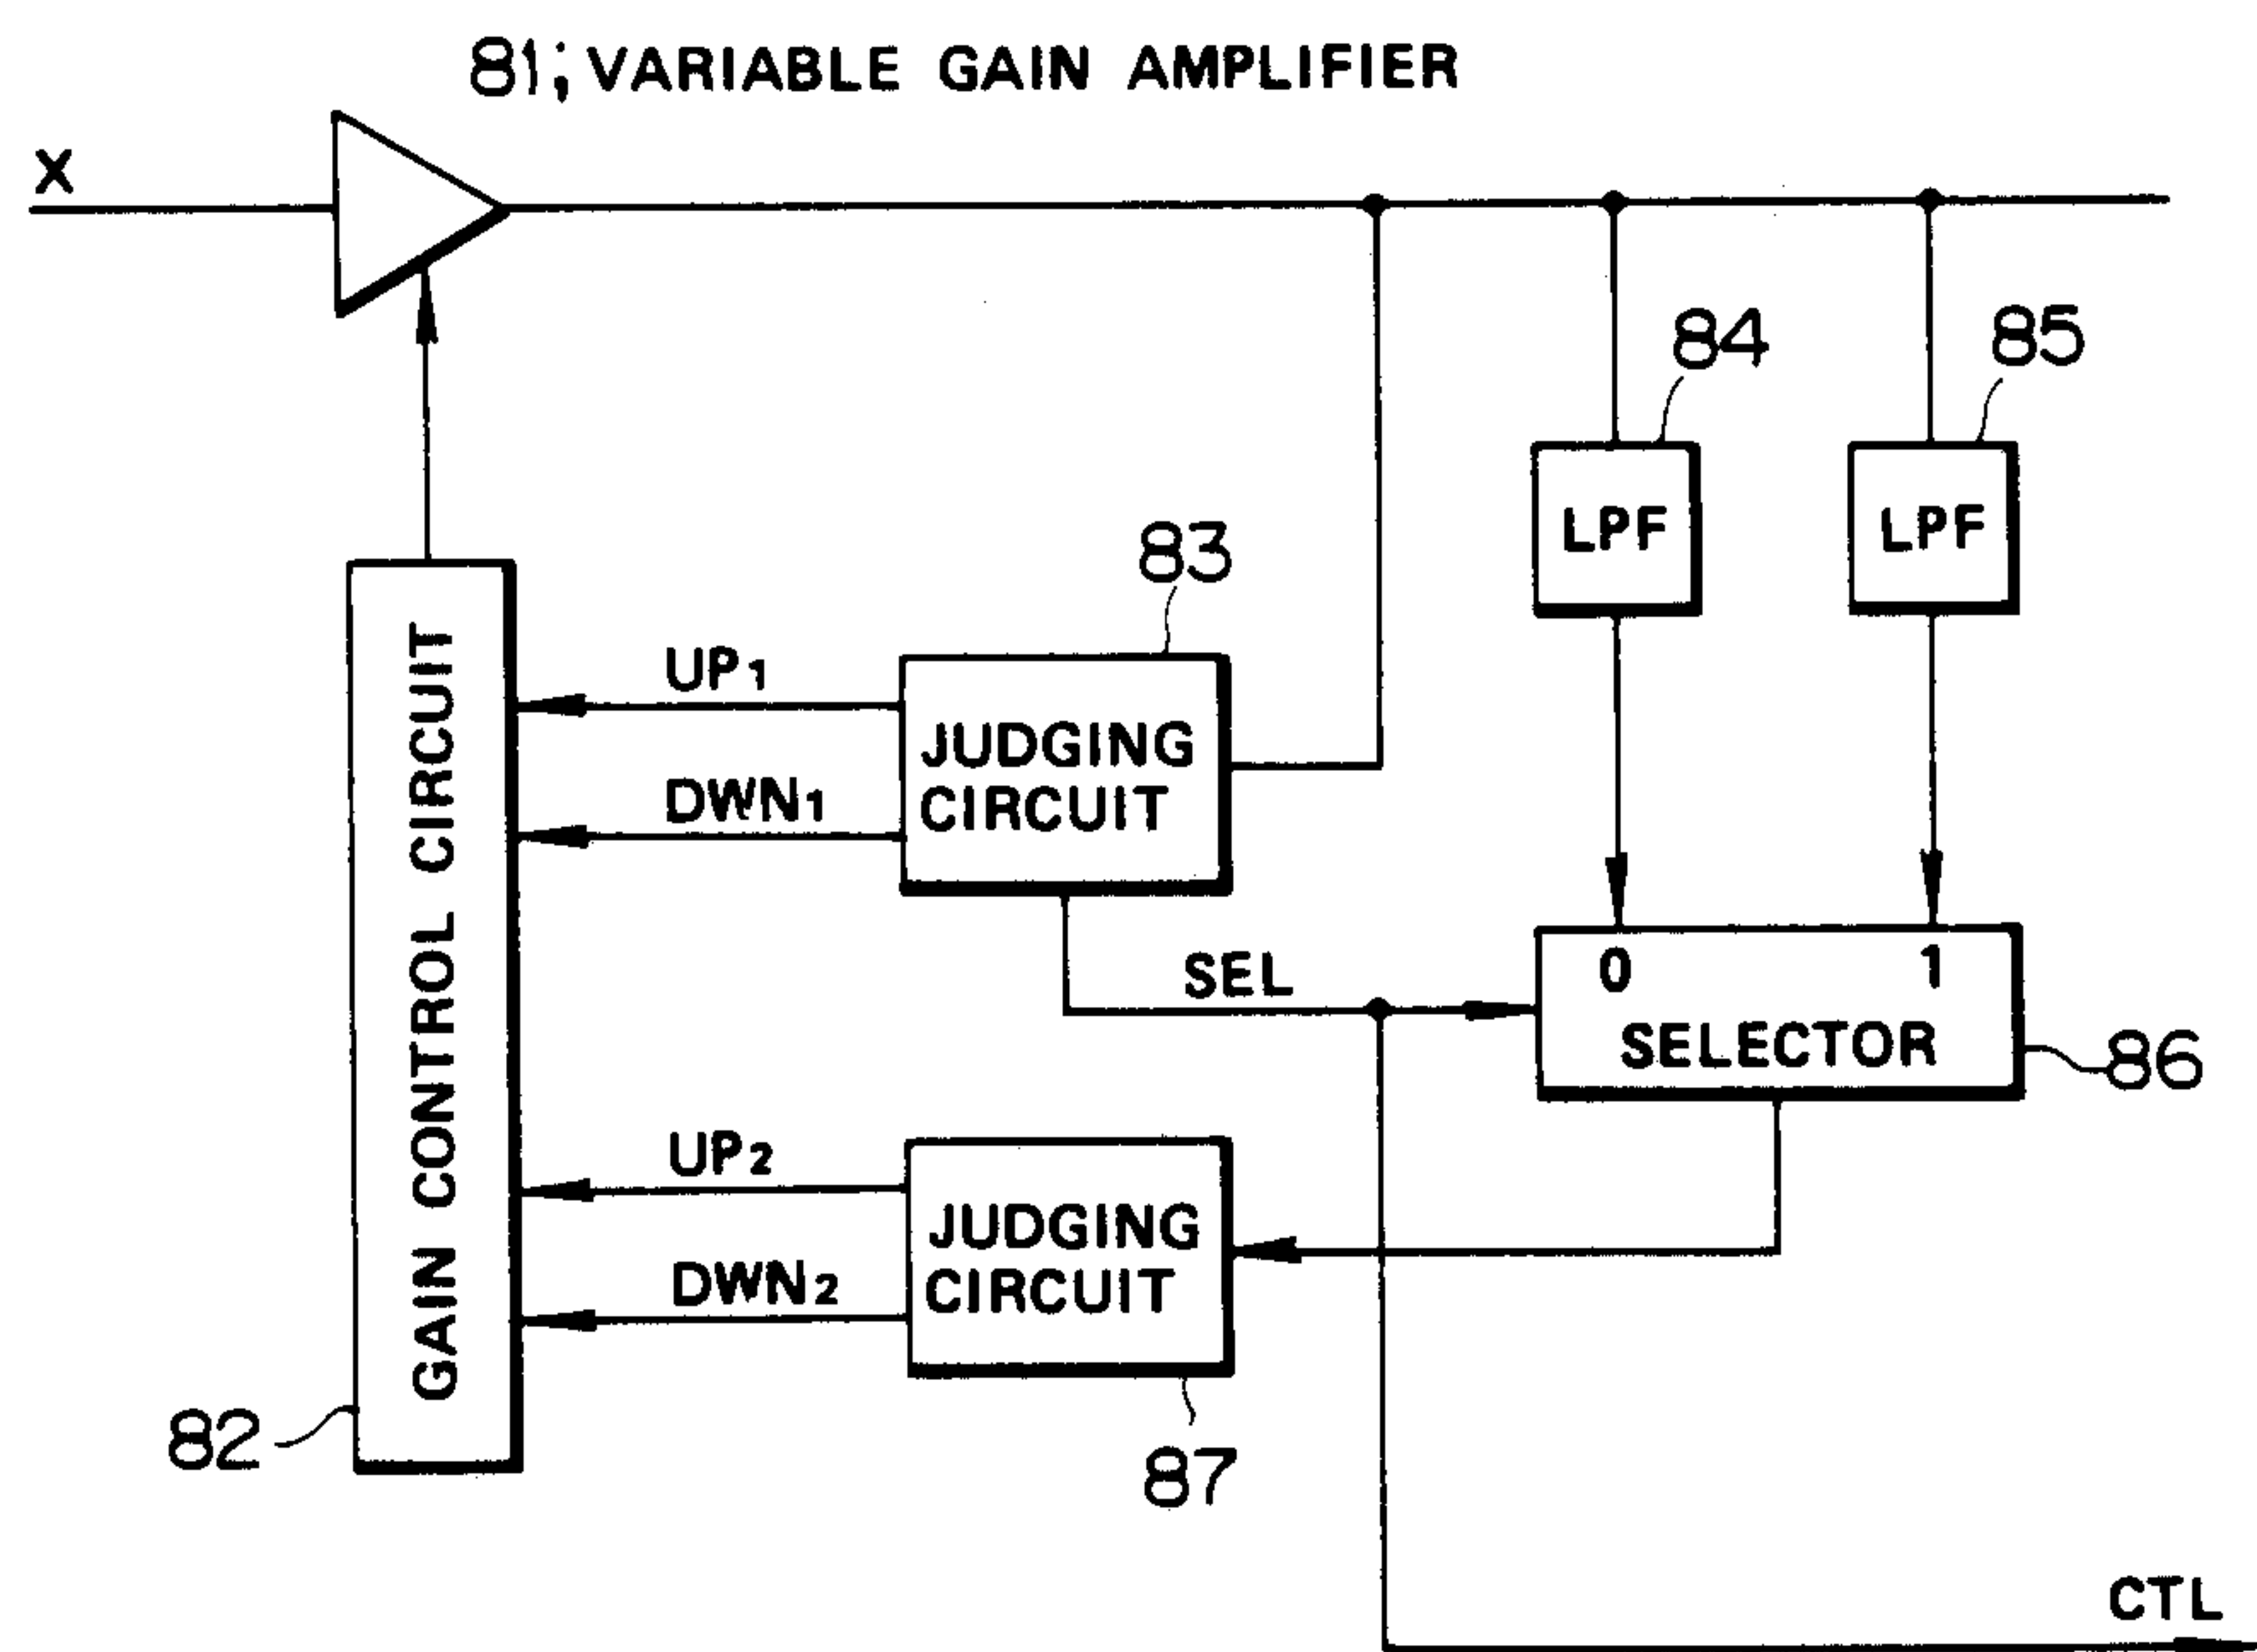 81; VARIABLE GAIN AMPLIFIER
X
84
85
LPF
LPF
83
UP1
JUDGING
CIRCUIT
DWN1
GAIN CONTROL CIRCUIT
SEL
0 1
SELECTOR
86
UP2
JUDGING
CIRCUIT
DWN2
82
87
CTL